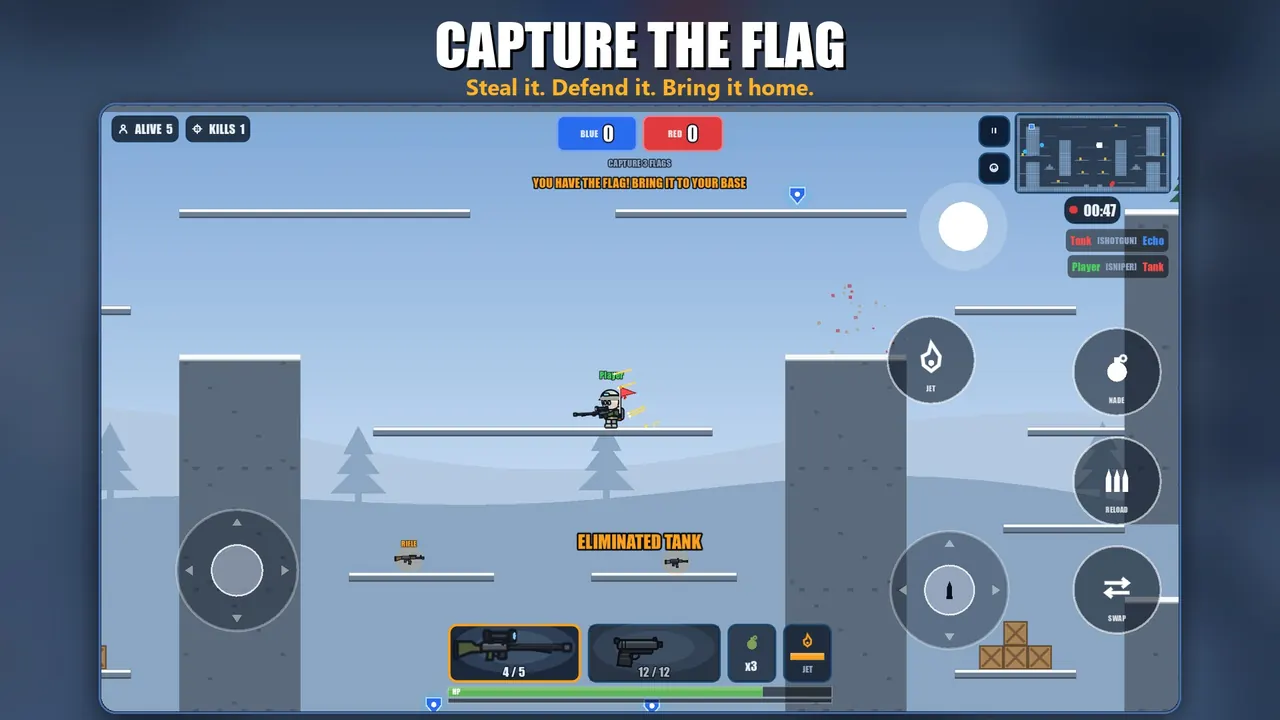 CAPTURE THE FLAG
Steal it. Defend it. Bring it home.
ALIVE 5
KILLS 1
BLUE 0
RED 0
CAPTURE 3 FLAGS
YOU HAVE THE FLAG! BRING IT TO YOUR BASE
00:47
Tank [SHOTGUN] Echo
Player [SNIPER] Tank
Player
JET
NADE
RELOAD
RIFLE
ELIMINATED TANK
SWAP
4 / 5
12 / 12
x3
JET
HP